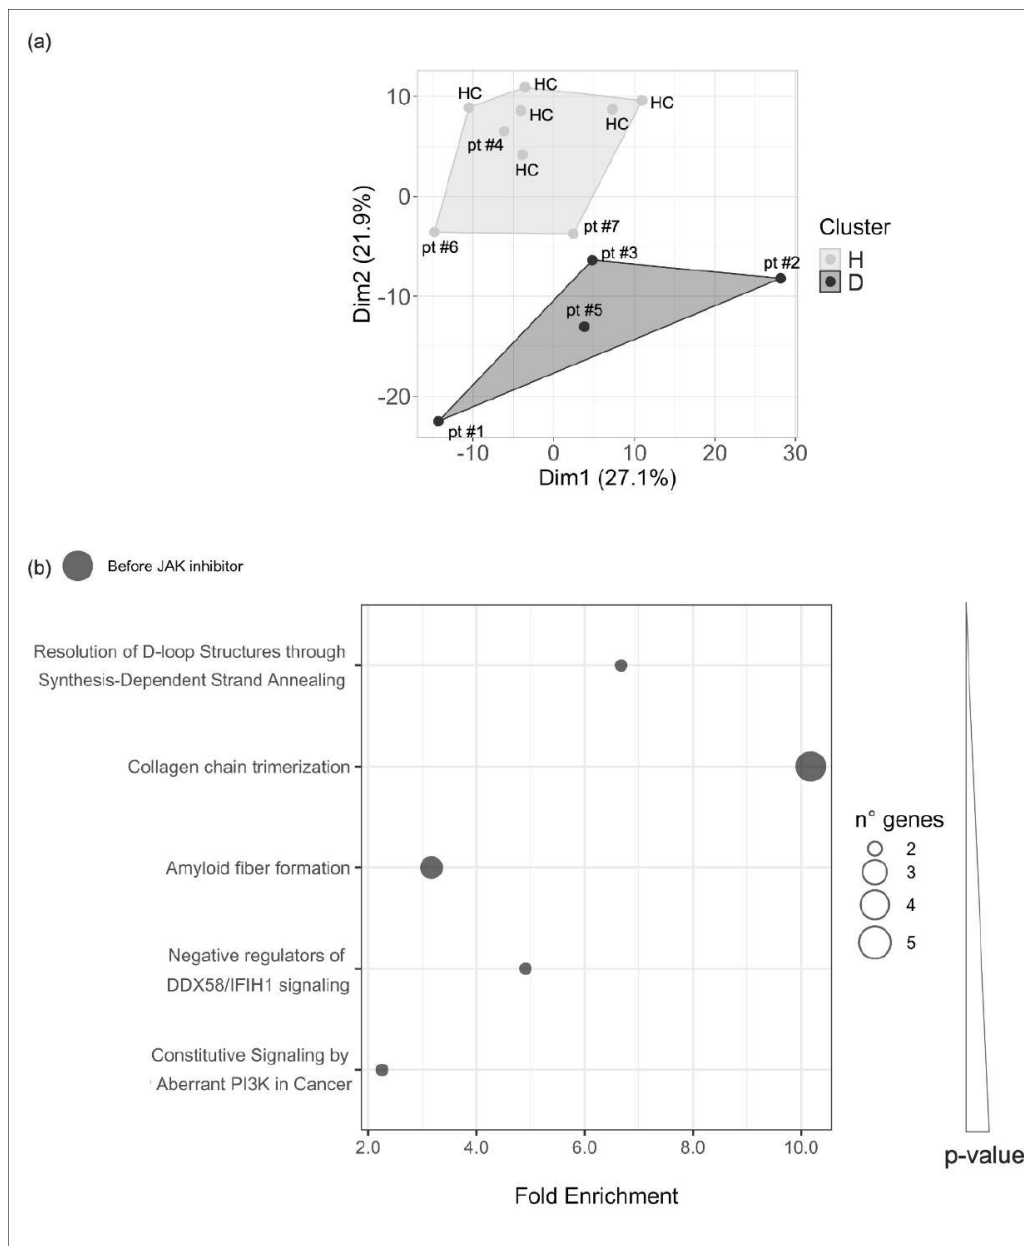 (a)
HC
HC
HC
HC
HC
pt #4
HC
pt #6
pt #7
pt #3
pt #2
pt #5
pt #1
10
0
-10
-20
Dim2 (21.9%)
-10
0
10
20
30
Dim1 (27.1%)
Cluster
H
D
(b)
Before JAK inhibitor
Resolution of D-loop Structures through
Synthesis-Dependent Strand Annealing
Collagen chain trimerization
Amyloid fiber formation
Negative regulators of
DDX58/IFIH1 signaling
Constitutive Signaling by
Aberrant PI3K in Cancer
2.0
4.0
6.0
8.0
10.0
Fold Enrichment
n° genes
2
3
4
5
p-value